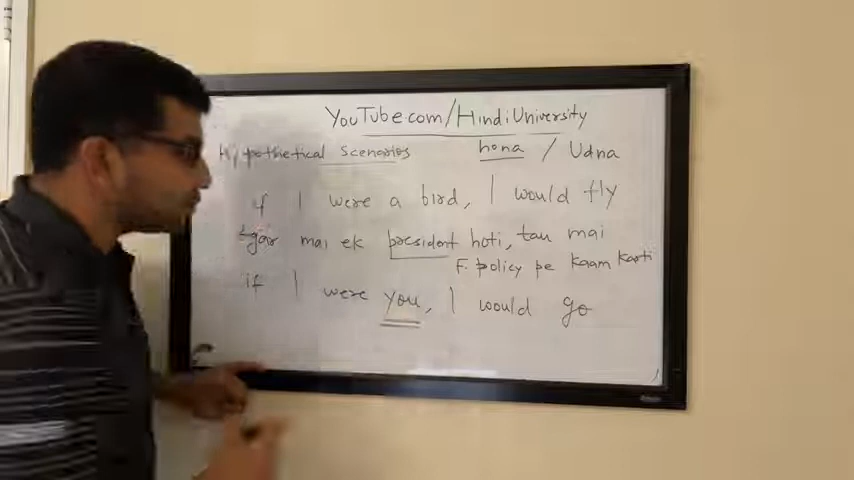 YouTube.com/HindiUniversity
Hypothetical scenarios hona / Udna
if I were a bird, I would fly
Agar mai ek president hoti, tau mai
F. policy pe kaam karti
if I were you, I would go